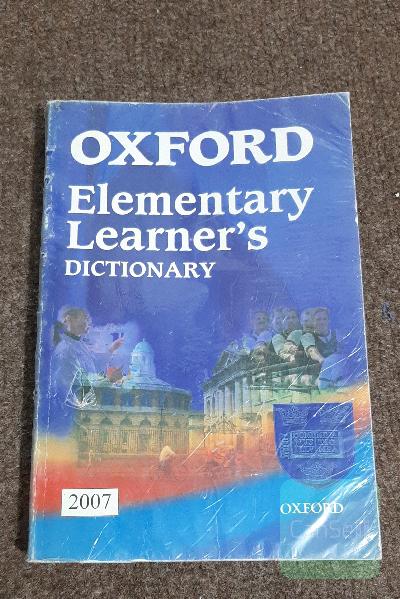 OXFORD
Elementary
Learner's
DICTIONARY
2007
OXFORD